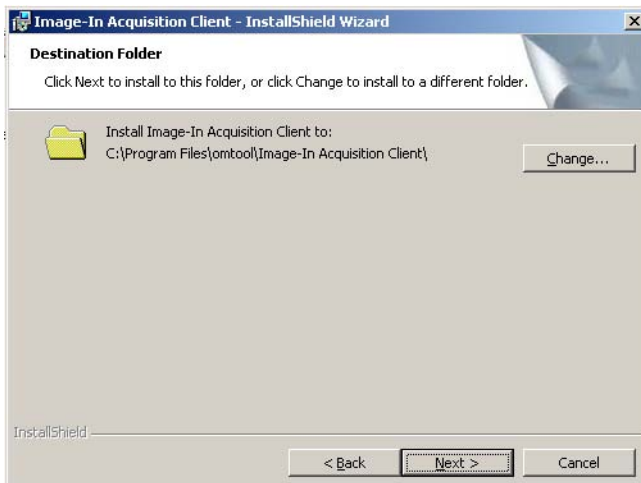 Image-In Acquisition Client - InstallShield Wizard
Destination Folder
Click Next to install to this folder, or click Change to install to a different folder.
Install Image-In Acquisition Client to:
C:\Program Files\omtool\Image-In Acquisition Client\
Change...
InstallShield
< Back
Next >
Cancel